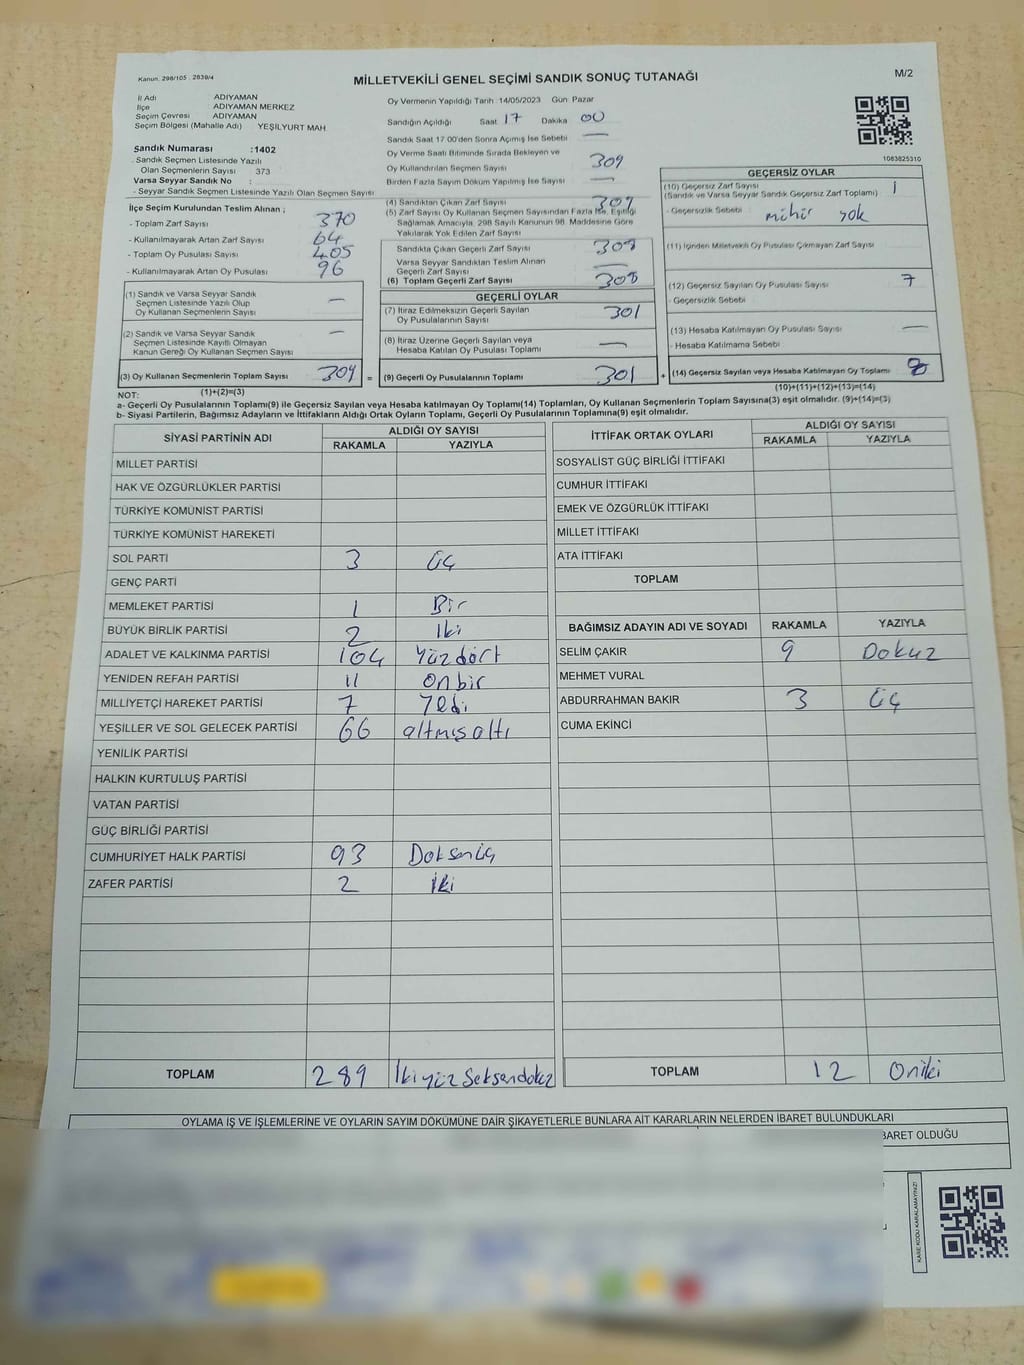 Kanun. 298/105 . 2839/4
MİLLETVEKİLİ GENEL SEÇİMİ SANDIK SONUÇ TUTANAĞI
M/2
İl Adı ADIYAMAN
İlçe ADIYAMAN MERKEZ
Seçim Çevresi ADIYAMAN
Seçim Bölgesi (Mahalle Adı) YEŞİLYURT MAH
Sandık Numarası :1402
- Sandık Seçmen Listesinde Yazılı
Olan Seçmenlerin Sayısı : 373
Varsa Seyyar Sandık No :
- Seyyar Sandık Seçmen Listesinde Yazılı Olan Seçmen Sayısı
Oy Vermenin Yapıldığı Tarih :14/05/2023 Gün: Pazar
Sandığın Açıldığı Saat 17 Dakika 00
Sandık Saat 17.00'den Sonra Açımış İse Sebebi —
Oy Verme Saati Bitiminde Sırada Bekleyen ve
Oy Kullandırılan Seçmen Sayısı 309
Birden Fazla Sayım Döküm Yapılmış İse Sayısı —
1083825310
İlçe Seçim Kurulundan Teslim Alınan ;
- Toplam Zarf Sayısı 370
- Kullanılmayarak Artan Zarf Sayısı 64
- Toplam Oy Pusulası Sayısı 405
- Kullanılmayarak Artan Oy Pusulası 96
(4) Sandıktan Çıkan Zarf Sayısı 309
(5) Zarf Sayısı Oy Kullanan Seçmen Sayısından Fazla İse, Eşitliği
Sağlamak Amacıyla, 298 Sayılı Kanunun 98. Maddesine Göre
Yakılarak Yok Edilen Zarf Sayısı
Sandıkta Çıkan Geçerli Zarf Sayısı 308
Varsa Seyyar Sandıktan Teslim Alınan
Geçerli Zarf Sayısı —
(6) Toplam Geçerli Zarf Sayısı 308
GEÇERSİZ OYLAR
(10) Geçersiz Zarf Sayısı 1
(Sandık ve Varsa Seyyar Sandık Geçersiz Zarf Toplamı)
- Geçersizlik Sebebi mühür yok
(11) İçinden Milletvekili Oy Pusulası Çıkmayan Zarf Sayısı
(12) Geçersiz Sayılan Oy Pusulası Sayısı 7
- Geçersizlik Sebebi
(13) Hesaba Katılmayan Oy Pusulası Sayısı —
- Hesaba Katılmama Sebebi
(14) Geçersiz Sayılan veya Hesaba Katılmayan Oy Toplamı 8
(10)+(11)+(12)+(13)=(14)
(1) Sandık ve Varsa Seyyar Sandık
Seçmen Listesinde Yazılı Olup
Oy Kullanan Seçmenlerin Sayısı —
(2) Sandık ve Varsa Seyyar Sandık
Seçmen Listesinde Kayıtlı Olmayan
Kanun Gereği Oy Kullanan Seçmen Sayısı —
(3) Oy Kullanan Seçmenlerin Toplam Sayısı 309 =
(1)+(2)=(3)
GEÇERLİ OYLAR
(7) İtiraz Edilmeksizin Geçerli Sayılan
Oy Pusulalarının Sayısı 301
(8) İtiraz Üzerine Geçerli Sayılan veya
Hesaba Katılan Oy Pusulası Toplamı —
(9) Geçerli Oy Pusulalarının Toplamı 301 +
NOT:
a- Geçerli Oy Pusulalarının Toplamı(9) ile Geçersiz Sayılan veya Hesaba katılmayan Oy Toplamı(14) Toplamları, Oy Kullanan Seçmenlerin Toplam Sayısına(3) eşit olmalıdır. (9)+(14)=(3)
b- Siyasi Partilerin, Bağımsız Adayların ve İttifakların Aldığı Ortak Oyların Toplamı, Geçerli Oy Pusulalarının Toplamına(9) eşit olmalıdır.
SİYASİ PARTİNİN ADI ALDIĞI OY SAYISI
RAKAMLA YAZIYLA
MİLLET PARTİSİ
HAK VE ÖZGÜRLÜKLER PARTİSİ
TÜRKİYE KOMÜNİST PARTİSİ
TÜRKİYE KOMÜNİST HAREKETİ
SOL PARTİ 3 üç
GENÇ PARTİ
MEMLEKET PARTİSİ 1 Bir
BÜYÜK BİRLİK PARTİSİ 2 İki
ADALET VE KALKINMA PARTİSİ 104 Yüzdört
YENİDEN REFAH PARTİSİ 11 onbir
MİLLİYETÇİ HAREKET PARTİSİ 7 Yedi
YEŞİLLER VE SOL GELECEK PARTİSİ 66 altmışaltı
YENİLİK PARTİSİ
HALKIN KURTULUŞ PARTİSİ
VATAN PARTİSİ
GÜÇ BİRLİĞİ PARTİSİ
CUMHURİYET HALK PARTİSİ 93 Doksanüç
ZAFER PARTİSİ 2 İki
TOPLAM 289 İkiyüzseksendokuz
İTTİFAK ORTAK OYLARI ALDIĞI OY SAYISI
RAKAMLA YAZIYLA
SOSYALİST GÜÇ BİRLİĞİ İTTİFAKI
CUMHUR İTTİFAKI
EMEK VE ÖZGÜRLÜK İTTİFAKI
MİLLET İTTİFAKI
ATA İTTİFAKI
TOPLAM
BAĞIMSIZ ADAYIN ADI VE SOYADI RAKAMLA YAZIYLA
SELİM ÇAKIR 9 Dokuz
MEHMET VURAL
ABDURRAHMAN BAKIR 3 üç
CUMA EKİNCİ
TOPLAM 12 Oniki
OYLAMA İŞ VE İŞLEMLERİNE VE OYLARIN SAYIM DÖKÜMÜNE DAİR ŞİKAYETLERLE BUNLARA AİT KARARLARIN NELERDEN İBARET BULUNDUKLARI
BARET OLDUĞU
KARE KODU KARALAMAYINIZ!